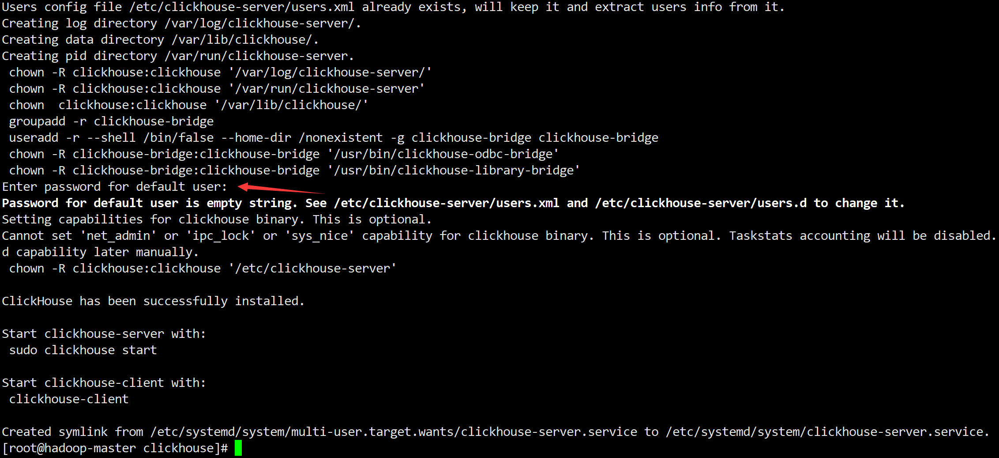 Users config file /etc/clickhouse-server/users.xml already exists, will keep it and extract users info from it.
Creating log directory /var/log/clickhouse-server/.
Creating data directory /var/lib/clickhouse/.
Creating pid directory /var/run/clickhouse-server.
 chown -R clickhouse:clickhouse '/var/log/clickhouse-server/'
 chown -R clickhouse:clickhouse '/var/run/clickhouse-server'
 chown  clickhouse:clickhouse '/var/lib/clickhouse/'
 groupadd -r clickhouse-bridge
 useradd -r --shell /bin/false --home-dir /nonexistent -g clickhouse-bridge clickhouse-bridge
 chown -R clickhouse-bridge:clickhouse-bridge '/usr/bin/clickhouse-odbc-bridge'
 chown -R clickhouse-bridge:clickhouse-bridge '/usr/bin/clickhouse-library-bridge'
Enter password for default user:
Password for default user is empty string. See /etc/clickhouse-server/users.xml and /etc/clickhouse-server/users.d to change it.
Setting capabilities for clickhouse binary. This is optional.
Cannot set 'net_admin' or 'ipc_lock' or 'sys_nice' capability for clickhouse binary. This is optional. Taskstats accounting will be disabled.
d capability later manually.
 chown -R clickhouse:clickhouse '/etc/clickhouse-server'

ClickHouse has been successfully installed.

Start clickhouse-server with:
 sudo clickhouse start

Start clickhouse-client with:
 clickhouse-client

Created symlink from /etc/systemd/system/multi-user.target.wants/clickhouse-server.service to /etc/systemd/system/clickhouse-server.service.
[root@hadoop-master clickhouse]#